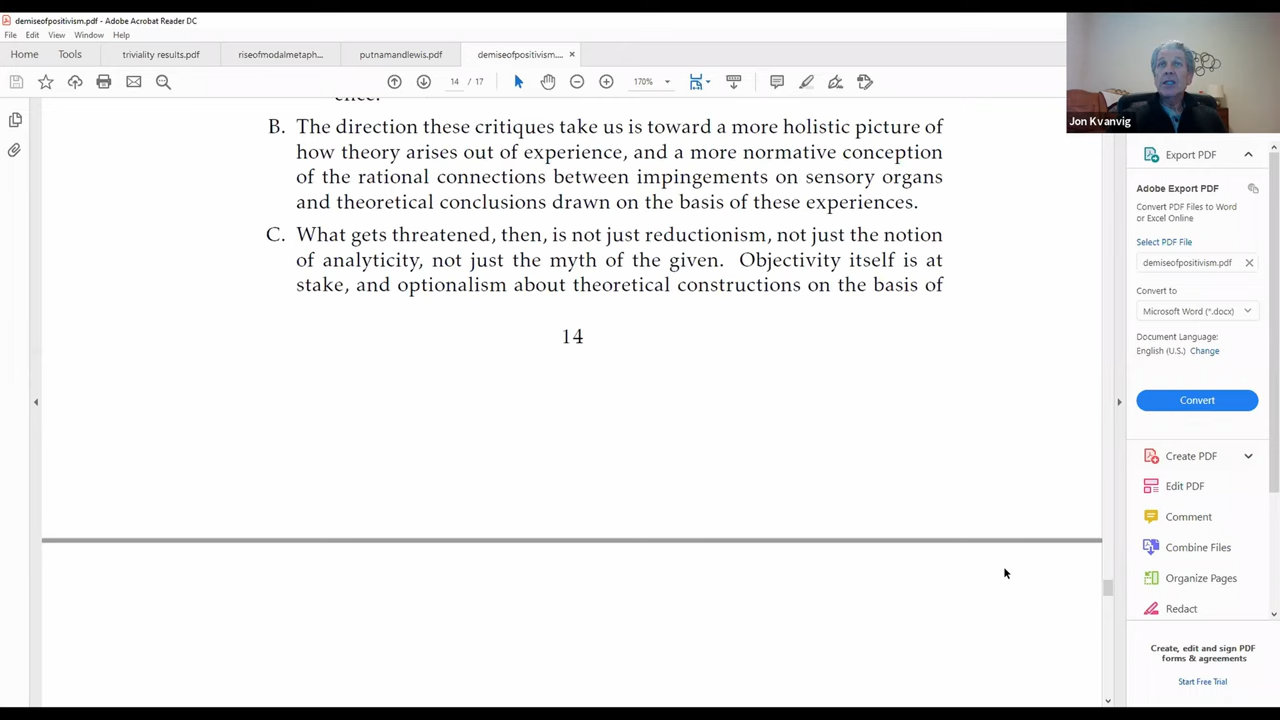 demiseofpositivism.pdf - Adobe Acrobat Reader DC
File Edit View Window Help
Home Tools triviality results.pdf riseofmodalmetaph... putnamandlewis.pdf demiseofpositivism.... ×
14 / 17 170%
Jon Kvanvig
ence.
B. The direction these critiques take us is toward a more holistic picture of
how theory arises out of experience, and a more normative conception
of the rational connections between impingements on sensory organs
and theoretical conclusions drawn on the basis of these experiences.
C. What gets threatened, then, is not just reductionism, not just the notion
of analyticity, not just the myth of the given. Objectivity itself is at
stake, and optionalism about theoretical constructions on the basis of
14
Export PDF
Adobe Export PDF
Convert PDF Files to Word
or Excel Online
Select PDF File
demiseofpositivism.pdf ×
Convert to
Microsoft Word (*.docx)
Document Language:
English (U.S.) Change
Convert
Create PDF
Edit PDF
Comment
Combine Files
Organize Pages
Redact
Create, edit and sign PDF
forms & agreements
Start Free Trial